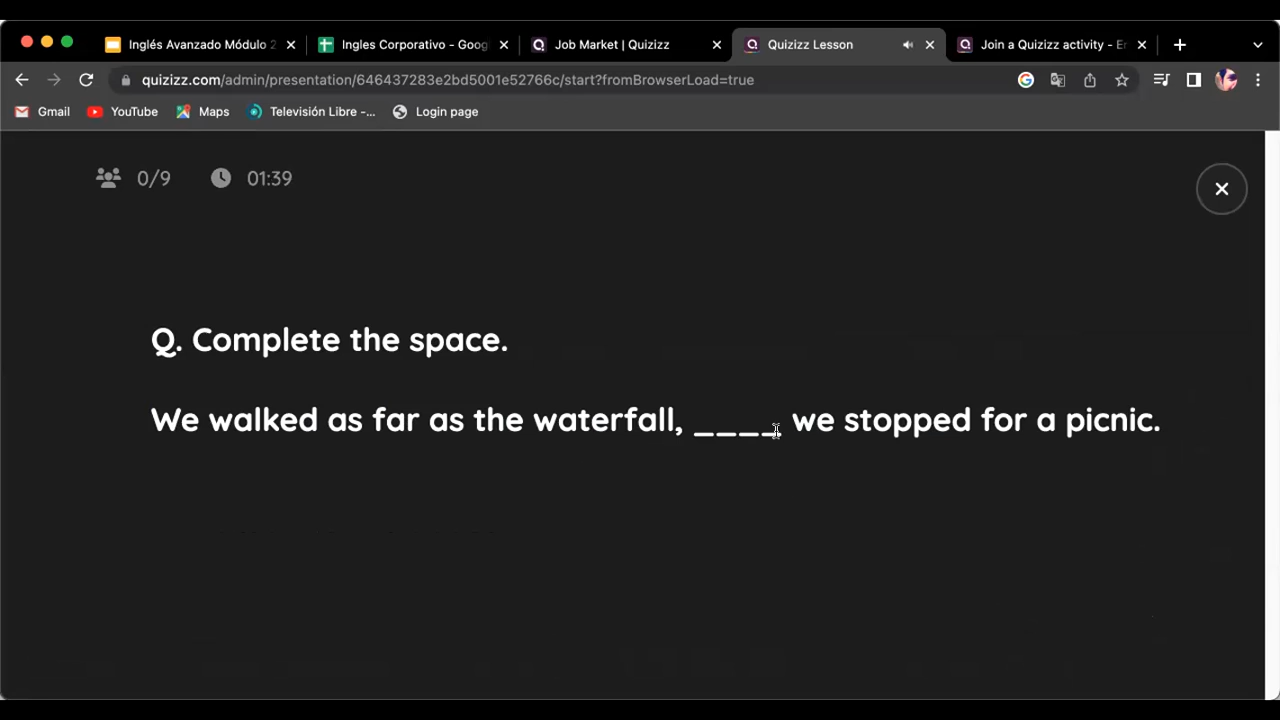 Inglés Avanzado Módulo 2
Ingles Corporativo - Goog
Job Market | Quizizz
Quizizz Lesson
Join a Quizizz activity - E
quizizz.com/admin/presentation/646437283e2bd5001e52766c/start?fromBrowserLoad=true
Gmail
YouTube
Maps
Televisión Libre -...
Login page
0/9
01:39
Q. Complete the space.
We walked as far as the waterfall, ____ we stopped for a picnic.